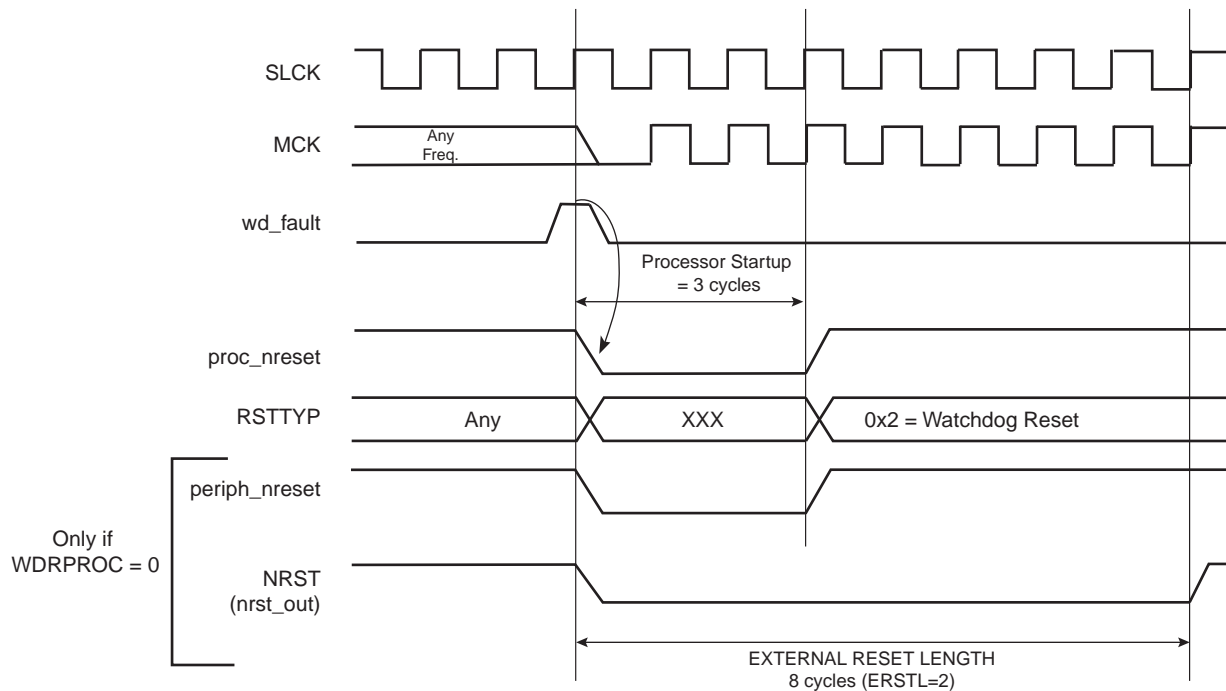 SLCK
MCK
Any
Freq.
wd_fault
Processor Startup
= 3 cycles
proc_nreset
RSTTYP
Any
XXX
0x2 = Watchdog Reset
periph_nreset
Only if
WDRPROC = 0
NRST
(nrst_out)
EXTERNAL RESET LENGTH
8 cycles (ERSTL=2)